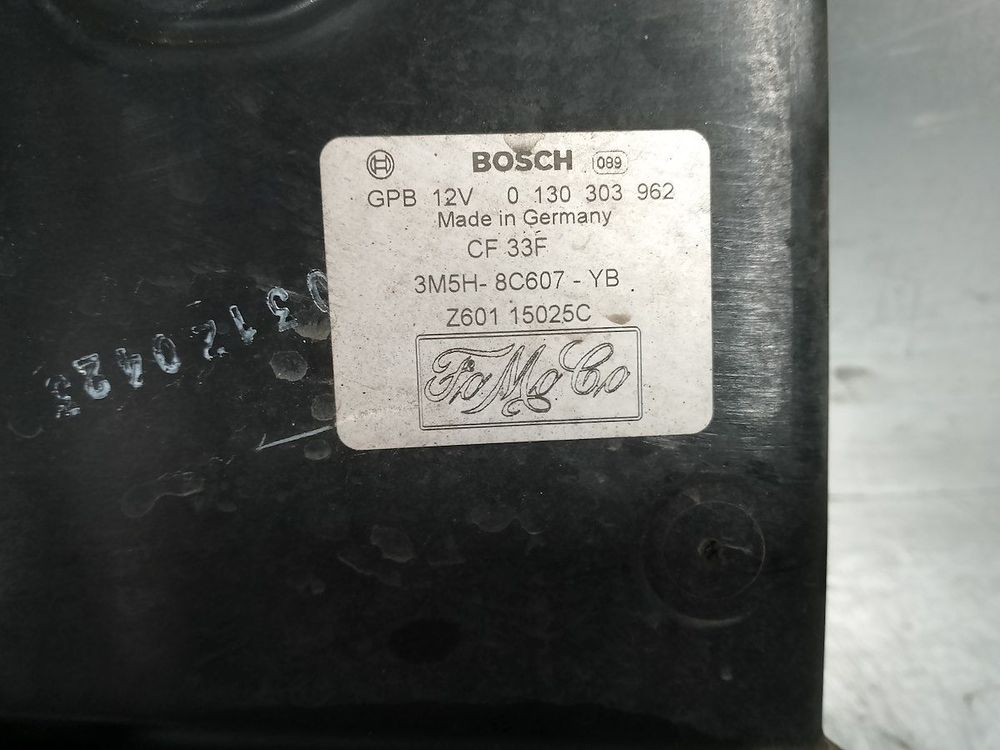 BOSCH 089
GPB 12V 0 130 303 962
Made in Germany
CF 33F
3M5H- 8C607 - YB
Z601 15025C
FoMoCo